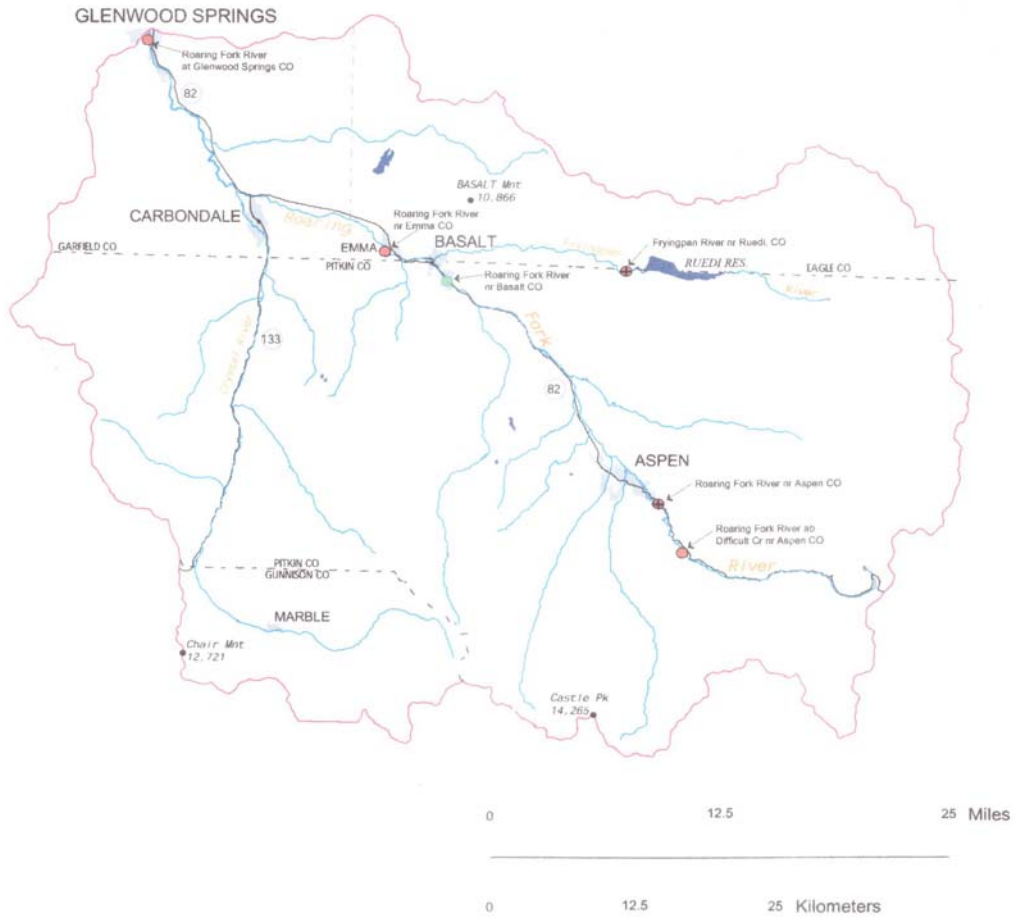 GLENWOOD SPRINGS
Roaring Fork River
at Glenwood Springs CO
82
BASALT Mnt
10,866
CARBONDALE
Roaring
Roaring Fork River
nr Emma CO
EMMA
BASALT
Fryingpan
Fryingpan River nr Ruedi, CO
GARFIELD CO
PITKIN CO
RUEDI RES.
EAGLE CO
River
Roaring Fork River
nr Basalt CO
Fork
Crystal River
133
82
ASPEN
Roaring Fork River nr Aspen CO
Roaring Fork River ab
Difficult Cr nr Aspen CO
River
PITKIN CO
GUNNISON CO
MARBLE
Chair Mnt
12,721
Castle Pk
14,265
0 12.5 25 Miles
0 12.5 25 Kilometers